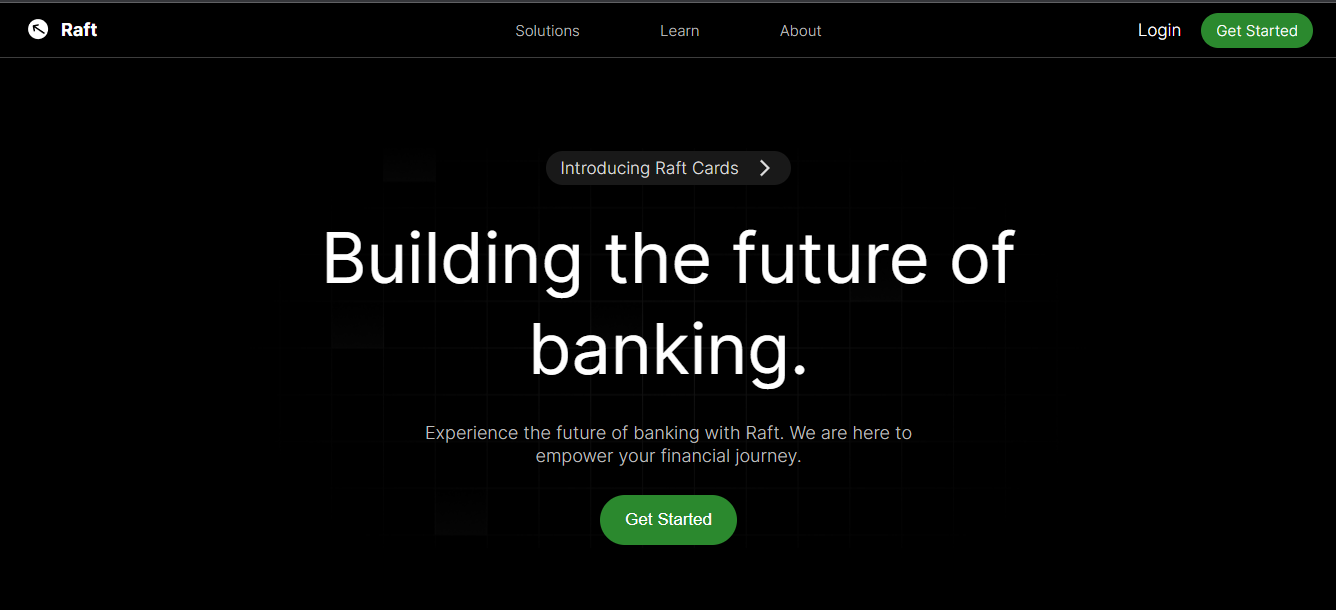 Raft
Solutions
Learn
About
Login
Get Started
Introducing Raft Cards
Building the future of
banking.
Experience the future of banking with Raft. We are here to
empower your financial journey.
Get Started